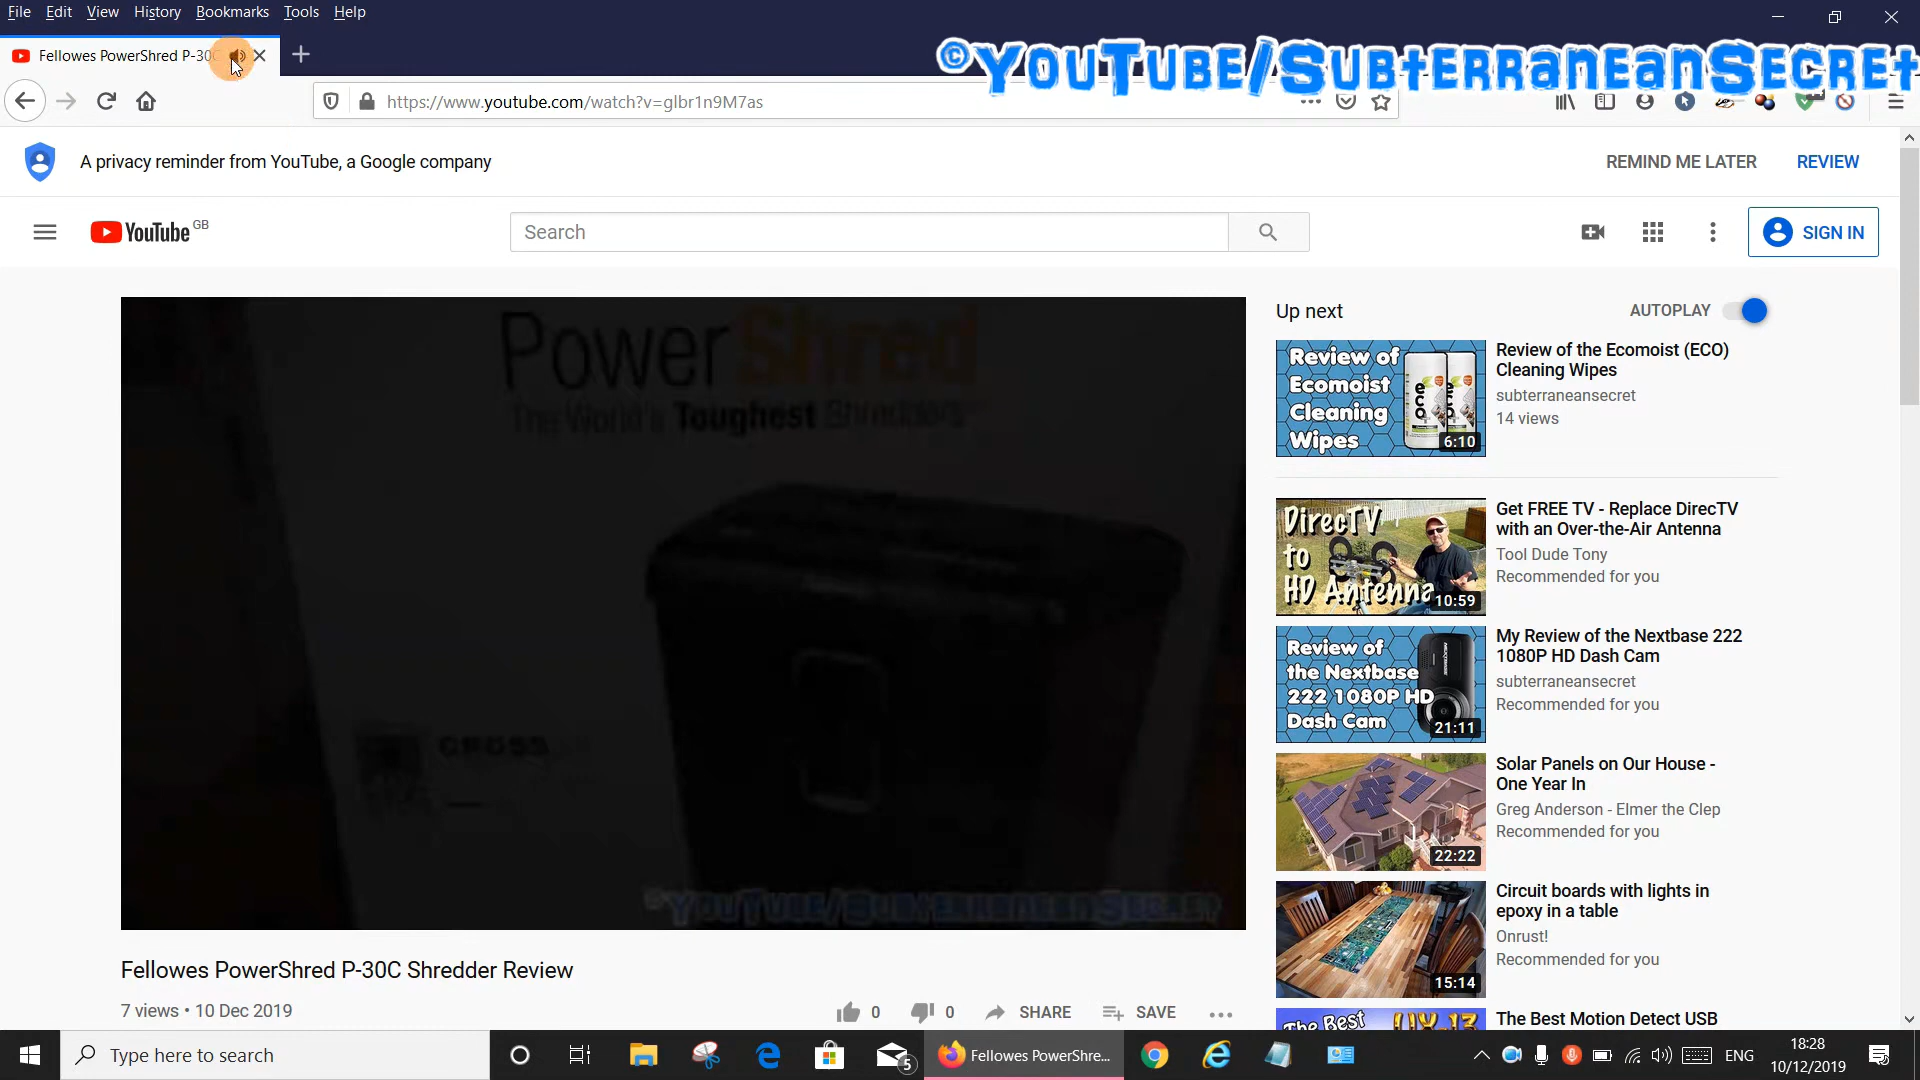 File Edit View History Bookmarks Tools Help
Fellowes PowerShred P-30C
©YouTube/SubterraneanSecret
https://www.youtube.com/watch?v=glbr1n9M7as
A privacy reminder from YouTube, a Google company
REMIND ME LATER
REVIEW
YouTube GB
Search
SIGN IN
PowerShred
The World's Toughest Shredders
CROSS
©YouTube/SubterraneanSecret
Up next
AUTOPLAY
Review of
Ecomoist
Cleaning
Wipes
6:10
Review of the Ecomoist (ECO)
Cleaning Wipes
subterraneansecret
14 views
DirecTV
to
HD Antenna
10:59
Get FREE TV - Replace DirecTV
with an Over-the-Air Antenna
Tool Dude Tony
Recommended for you
Review of
the Nextbase
222 1080P HD
Dash Cam
21:11
My Review of the Nextbase 222
1080P HD Dash Cam
subterraneansecret
Recommended for you
22:22
Solar Panels on Our House -
One Year In
Greg Anderson - Elmer the Clep
Recommended for you
15:14
Circuit boards with lights in
epoxy in a table
Onrust!
Recommended for you
The Best
The Best Motion Detect USB
Fellowes PowerShred P-30C Shredder Review
7 views • 10 Dec 2019
0
0
SHARE
SAVE
Type here to search
5
Fellowes PowerShre...
ENG
18:28
10/12/2019